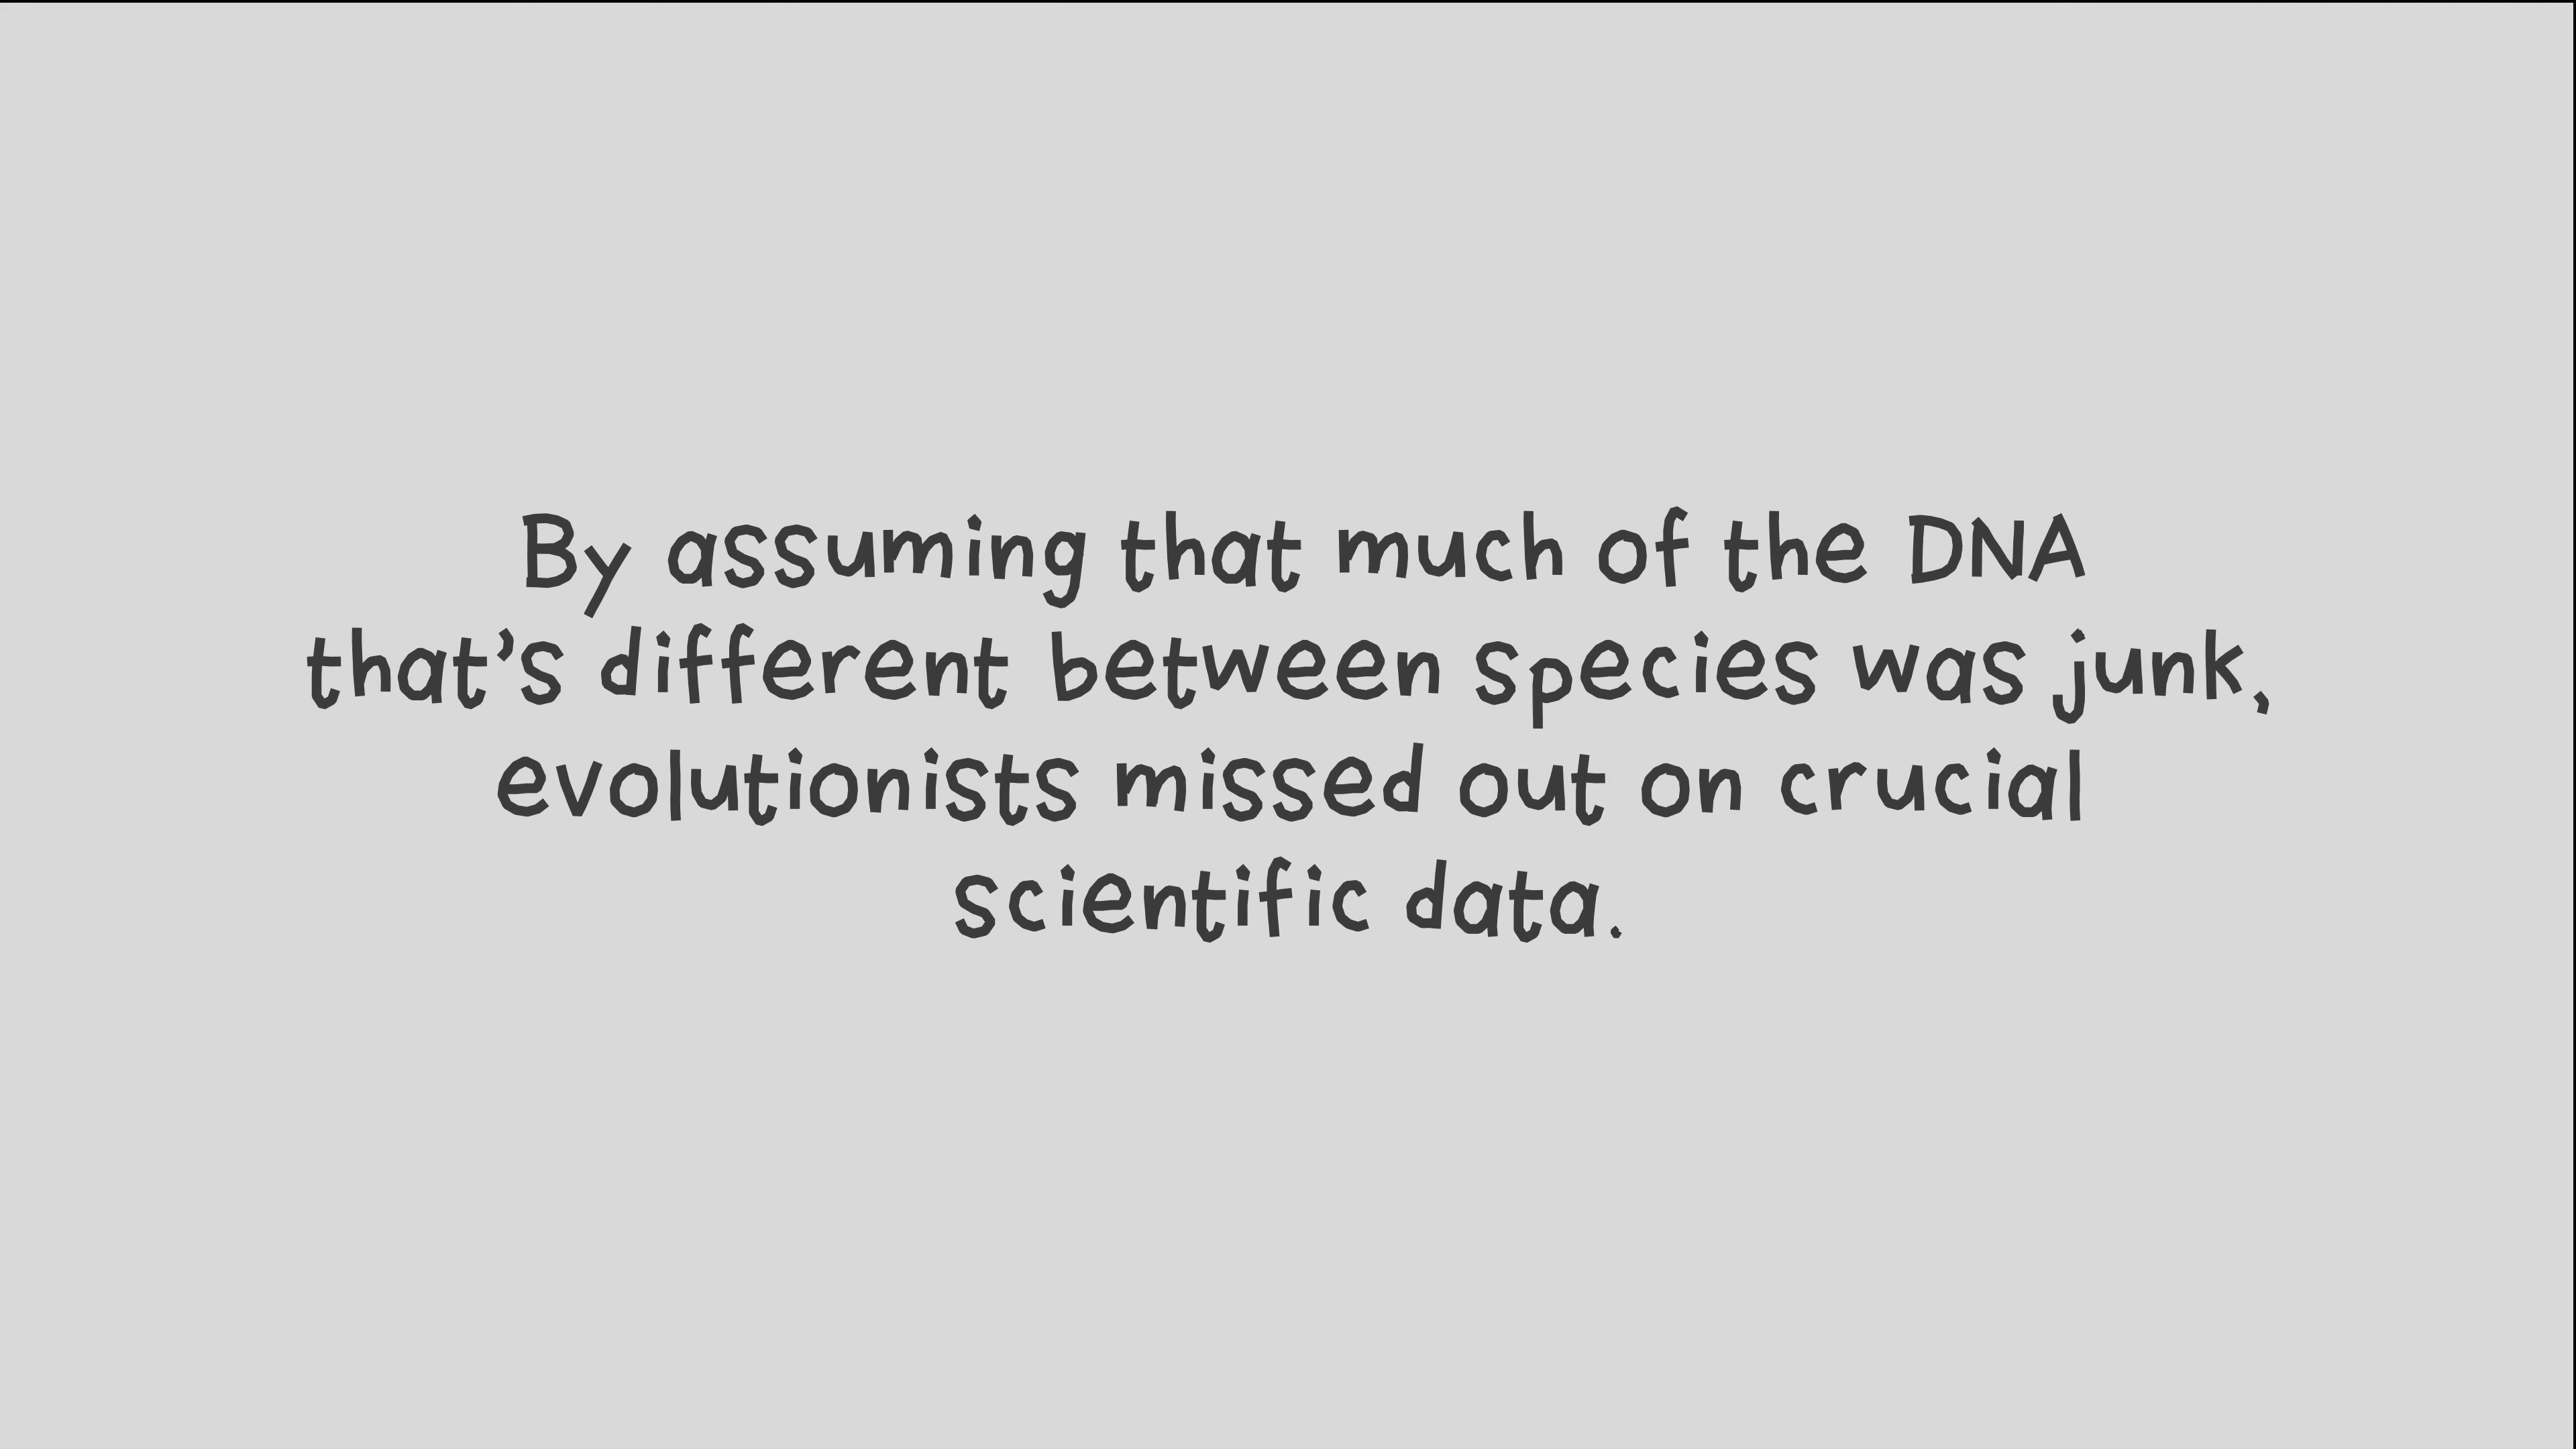 By assuming that much of the DNA
that’s different between species was junk,
evolutionists missed out on crucial
scientific data.